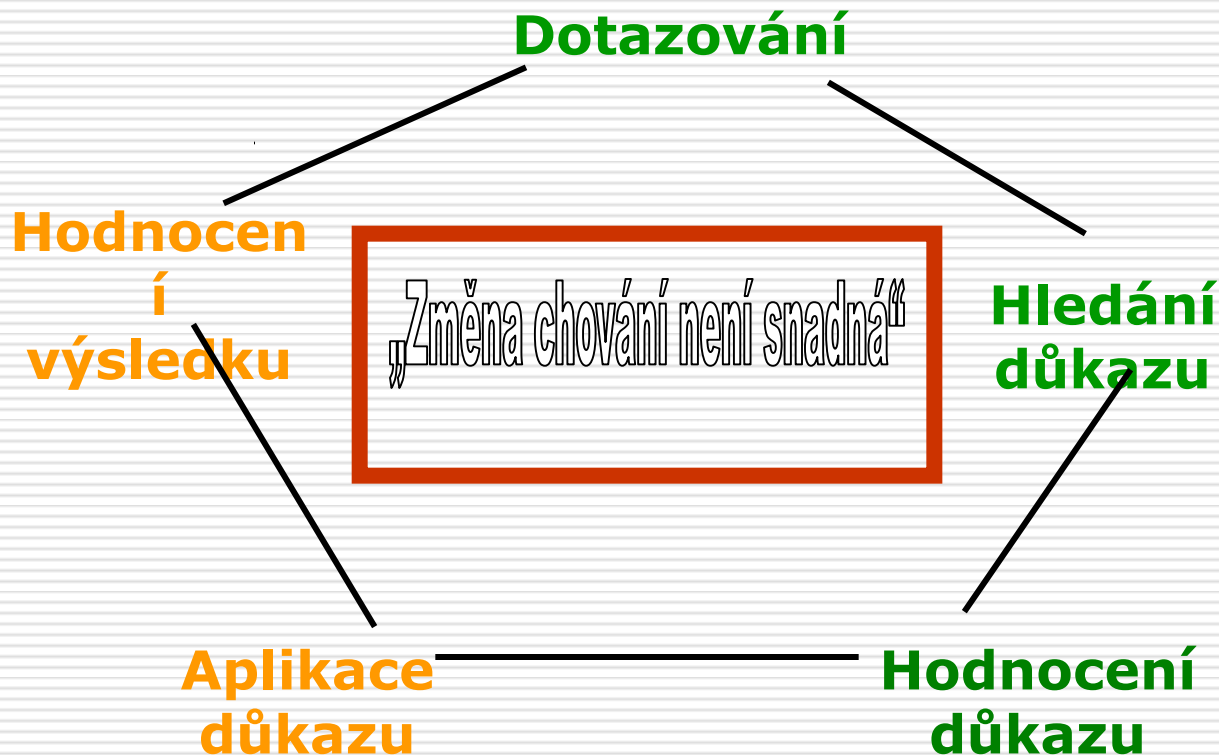 Dotazování
Hodnocen
í
výsledku
„Změna chování není snadná“
Hledání
důkazu
Aplikace
důkazu
Hodnocení
důkazu